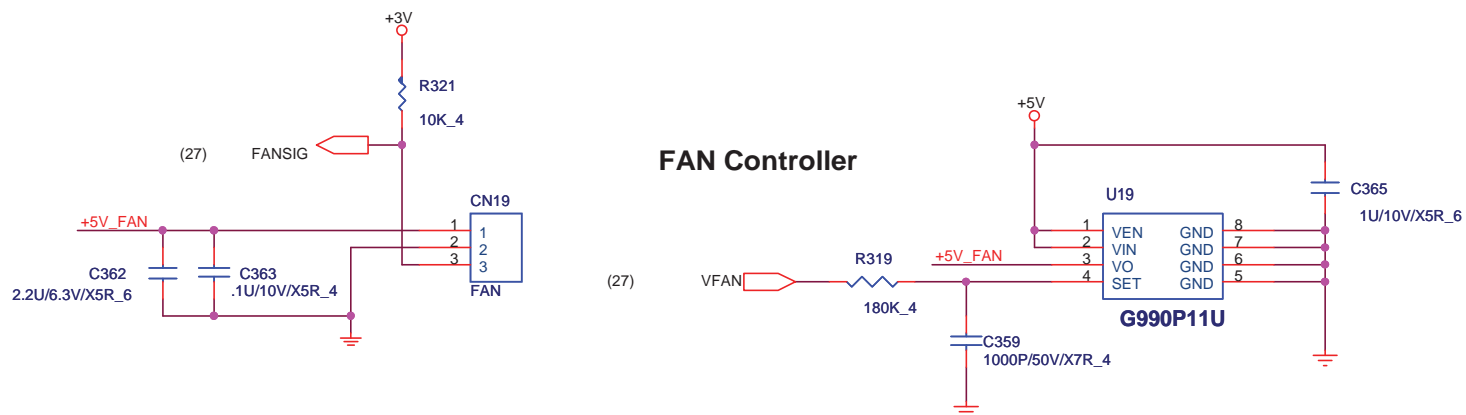 +3V
R321
10K_4
(27)
FANSIG
CN19
+5V_FAN
1
2
3
1
2
3
FAN
C362
2.2U/6.3V/X5R_6
C363
.1U/10V/X5R_4
FAN Controller
+5V
C365
1U/10V/X5R_6
U19
1
2
3
4
VEN
VIN
VO
SET
GND
GND
GND
GND
8
7
6
5
G990P11U
+5V_FAN
(27)
VFAN
R319
180K_4
C359
1000P/50V/X7R_4